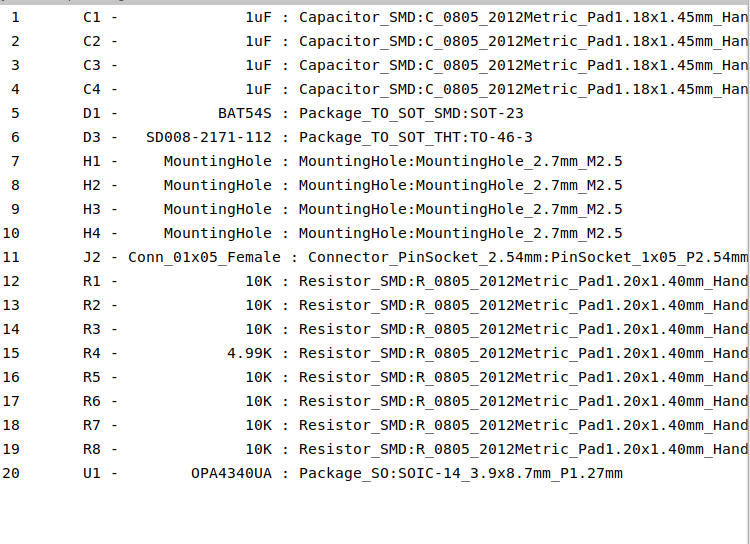 1 C1 - 1uF : Capacitor_SMD:C_0805_2012Metric_Pad1.18x1.45mm_Han
2 C2 - 1uF : Capacitor_SMD:C_0805_2012Metric_Pad1.18x1.45mm_Han
3 C3 - 1uF : Capacitor_SMD:C_0805_2012Metric_Pad1.18x1.45mm_Han
4 C4 - 1uF : Capacitor_SMD:C_0805_2012Metric_Pad1.18x1.45mm_Han
5 D1 - BAT54S : Package_TO_SOT_SMD:SOT-23
6 D3 - SD008-2171-112 : Package_TO_SOT_THT:TO-46-3
7 H1 - MountingHole : MountingHole:MountingHole_2.7mm_M2.5
8 H2 - MountingHole : MountingHole:MountingHole_2.7mm_M2.5
9 H3 - MountingHole : MountingHole:MountingHole_2.7mm_M2.5
10 H4 - MountingHole : MountingHole:MountingHole_2.7mm_M2.5
11 J2 - Conn_01x05_Female : Connector_PinSocket_2.54mm:PinSocket_1x05_P2.54mm
12 R1 - 10K : Resistor_SMD:R_0805_2012Metric_Pad1.20x1.40mm_Hand
13 R2 - 10K : Resistor_SMD:R_0805_2012Metric_Pad1.20x1.40mm_Hand
14 R3 - 10K : Resistor_SMD:R_0805_2012Metric_Pad1.20x1.40mm_Hand
15 R4 - 4.99K : Resistor_SMD:R_0805_2012Metric_Pad1.20x1.40mm_Hand
16 R5 - 10K : Resistor_SMD:R_0805_2012Metric_Pad1.20x1.40mm_Hand
17 R6 - 10K : Resistor_SMD:R_0805_2012Metric_Pad1.20x1.40mm_Hand
18 R7 - 10K : Resistor_SMD:R_0805_2012Metric_Pad1.20x1.40mm_Hand
19 R8 - 10K : Resistor_SMD:R_0805_2012Metric_Pad1.20x1.40mm_Hand
20 U1 - OPA4340UA : Package_SO:SOIC-14_3.9x8.7mm_P1.27mm